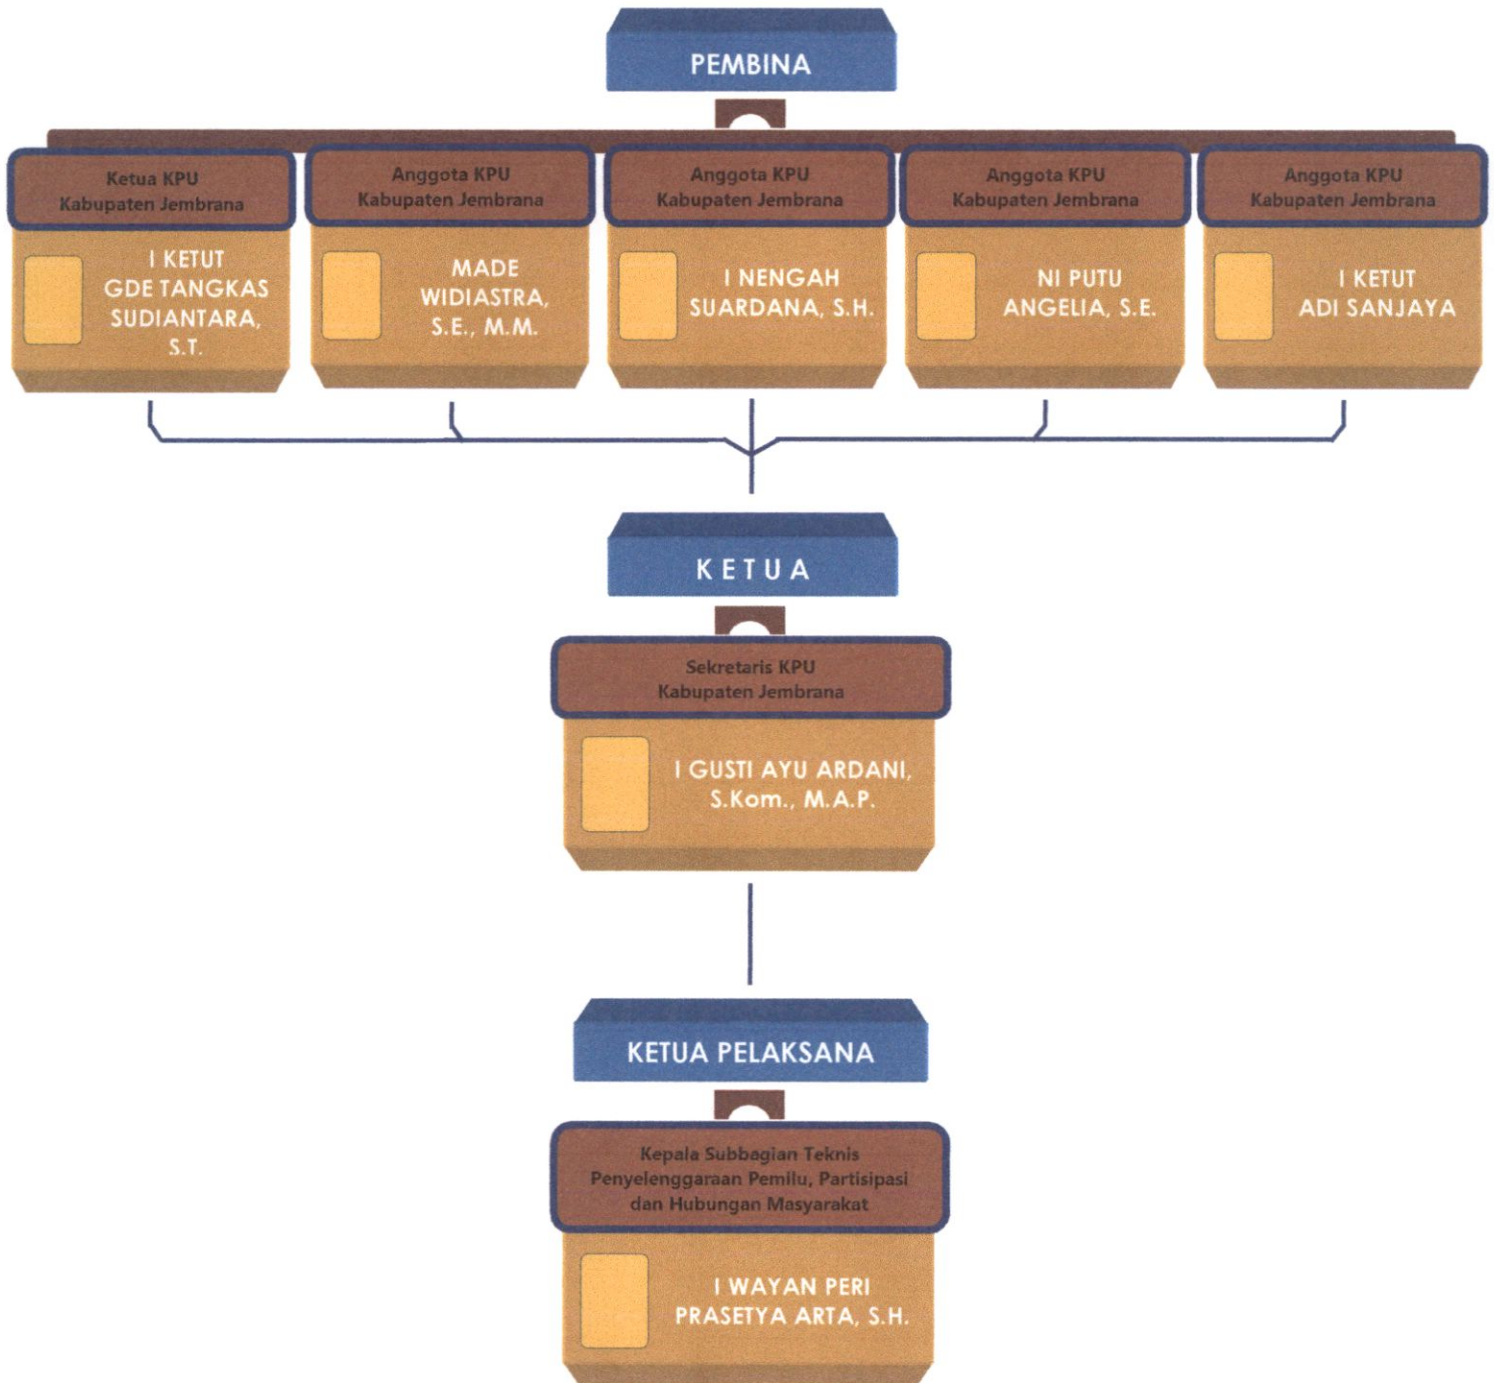 PEMBINA
Ketua KPU
Kabupaten Jembrana
I KETUT
GDE TANGKAS
SUDIANTARA,
S.T.
Anggota KPU
Kabupaten Jembrana
MADE
WIDIASTRA,
S.E., M.M.
Anggota KPU
Kabupaten Jembrana
I NENGAH
SUARDANA, S.H.
Anggota KPU
Kabupaten Jembrana
NI PUTU
ANGELIA, S.E.
Anggota KPU
Kabupaten Jembrana
I KETUT
ADI SANJAYA
KETUA
Sekretaris KPU
Kabupaten Jembrana
I GUSTI AYU ARDANI,
S.Kom., M.A.P.
KETUA PELAKSANA
Kepala Subbagian Teknis
Penyelenggaraan Pemilu, Partisipasi
dan Hubungan Masyarakat
I WAYAN PERI
PRASETYA ARTA, S.H.